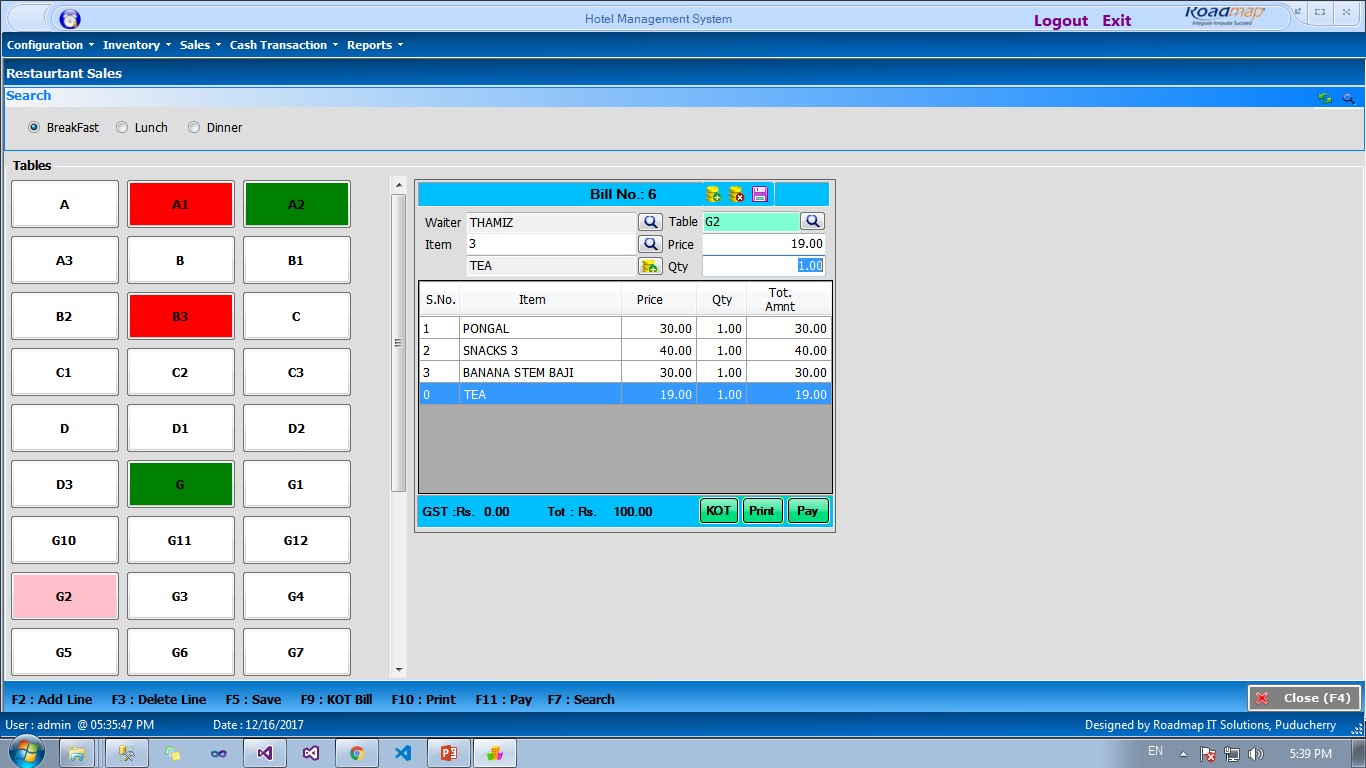 Hotel Management System
Logout Exit
Roadmap
Integrate Innovate Succeed
Configuration Inventory Sales Cash Transaction Reports
Restaurtant Sales
Search
BreakFast Lunch Dinner
Tables
A A1 A2
A3 B B1
B2 B3 C
C1 C2 C3
D D1 D2
D3 G G1
G10 G11 G12
G2 G3 G4
G5 G6 G7
Bill No.: 6
Waiter THAMIZ Table G2
Item 3 Price 19.00
TEA Qty 1.00
S.No. Item Price Qty Tot. Amnt
1 PONGAL 30.00 1.00 30.00
2 SNACKS 3 40.00 1.00 40.00
3 BANANA STEM BAJI 30.00 1.00 30.00
0 TEA 19.00 1.00 19.00
GST :Rs. 0.00 Tot : Rs. 100.00 KOT Print Pay
F2 : Add Line F3 : Delete Line F5 : Save F9 : KOT Bill F10 : Print F11 : Pay F7 : Search Close (F4)
User : admin @ 05:35:47 PM Date : 12/16/2017 Designed by Roadmap IT Solutions, Puducherry
EN 5:39 PM